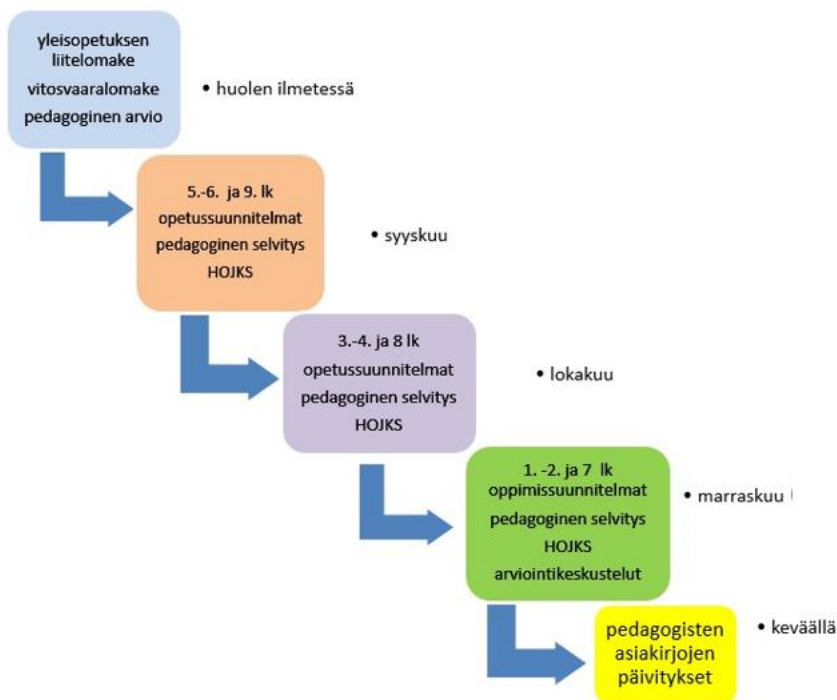 yleisopetuksen
liitelomake
vitosvaaralomake
pedagoginen arvio
• huolen ilmetessä
5.-6. ja 9. lk
opetussuunnitelmat
pedagoginen selvitys
HOJKS
• syyskuu
3.-4. ja 8 lk
opetussuunnitelmat
pedagoginen selvitys
HOJKS
• lokakuu
1. -2. ja 7 lk
oppimissuunnitelmat
pedagoginen selvitys
HOJKS
arviointikeskustelut
• marraskuu
pedagogisten
asiakirjojen
päivitykset
• keväällä